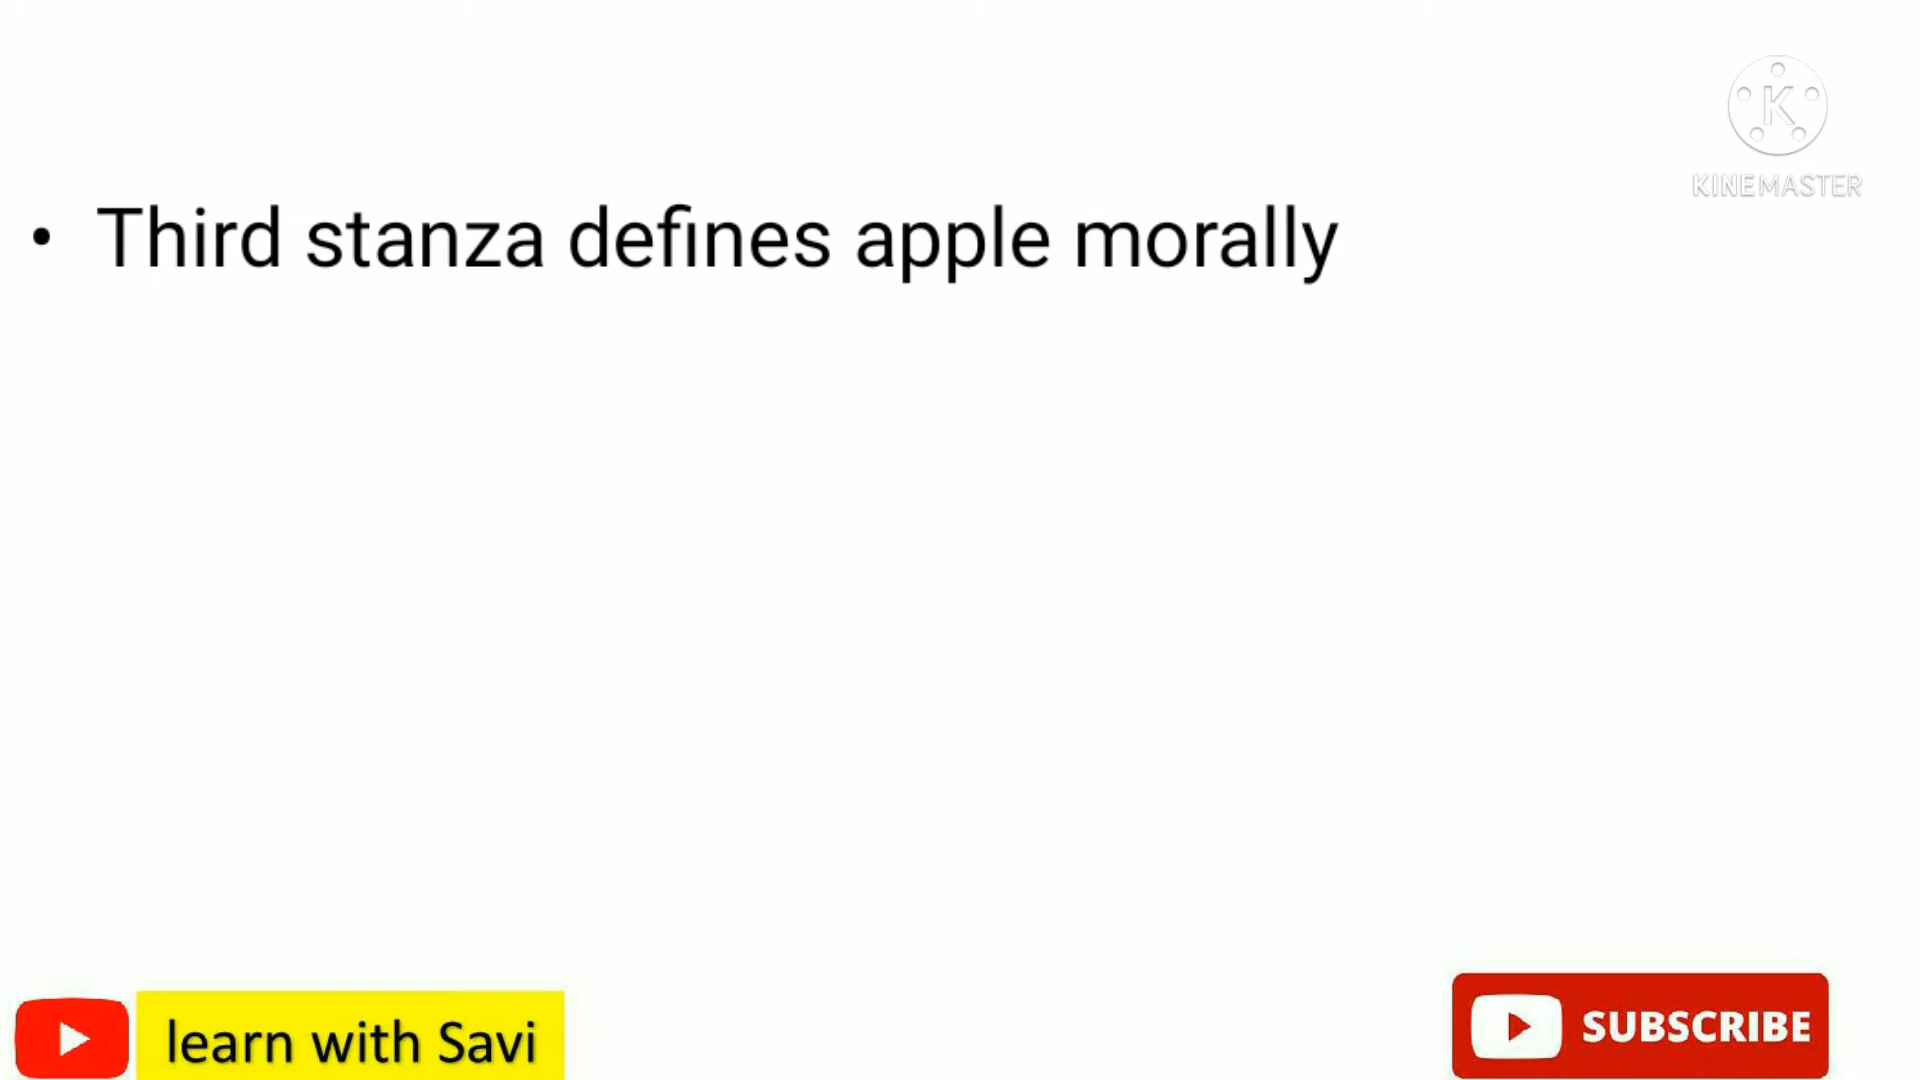 KINEMASTER
• Third stanza defines apple morally
learn with Savi
SUBSCRIBE